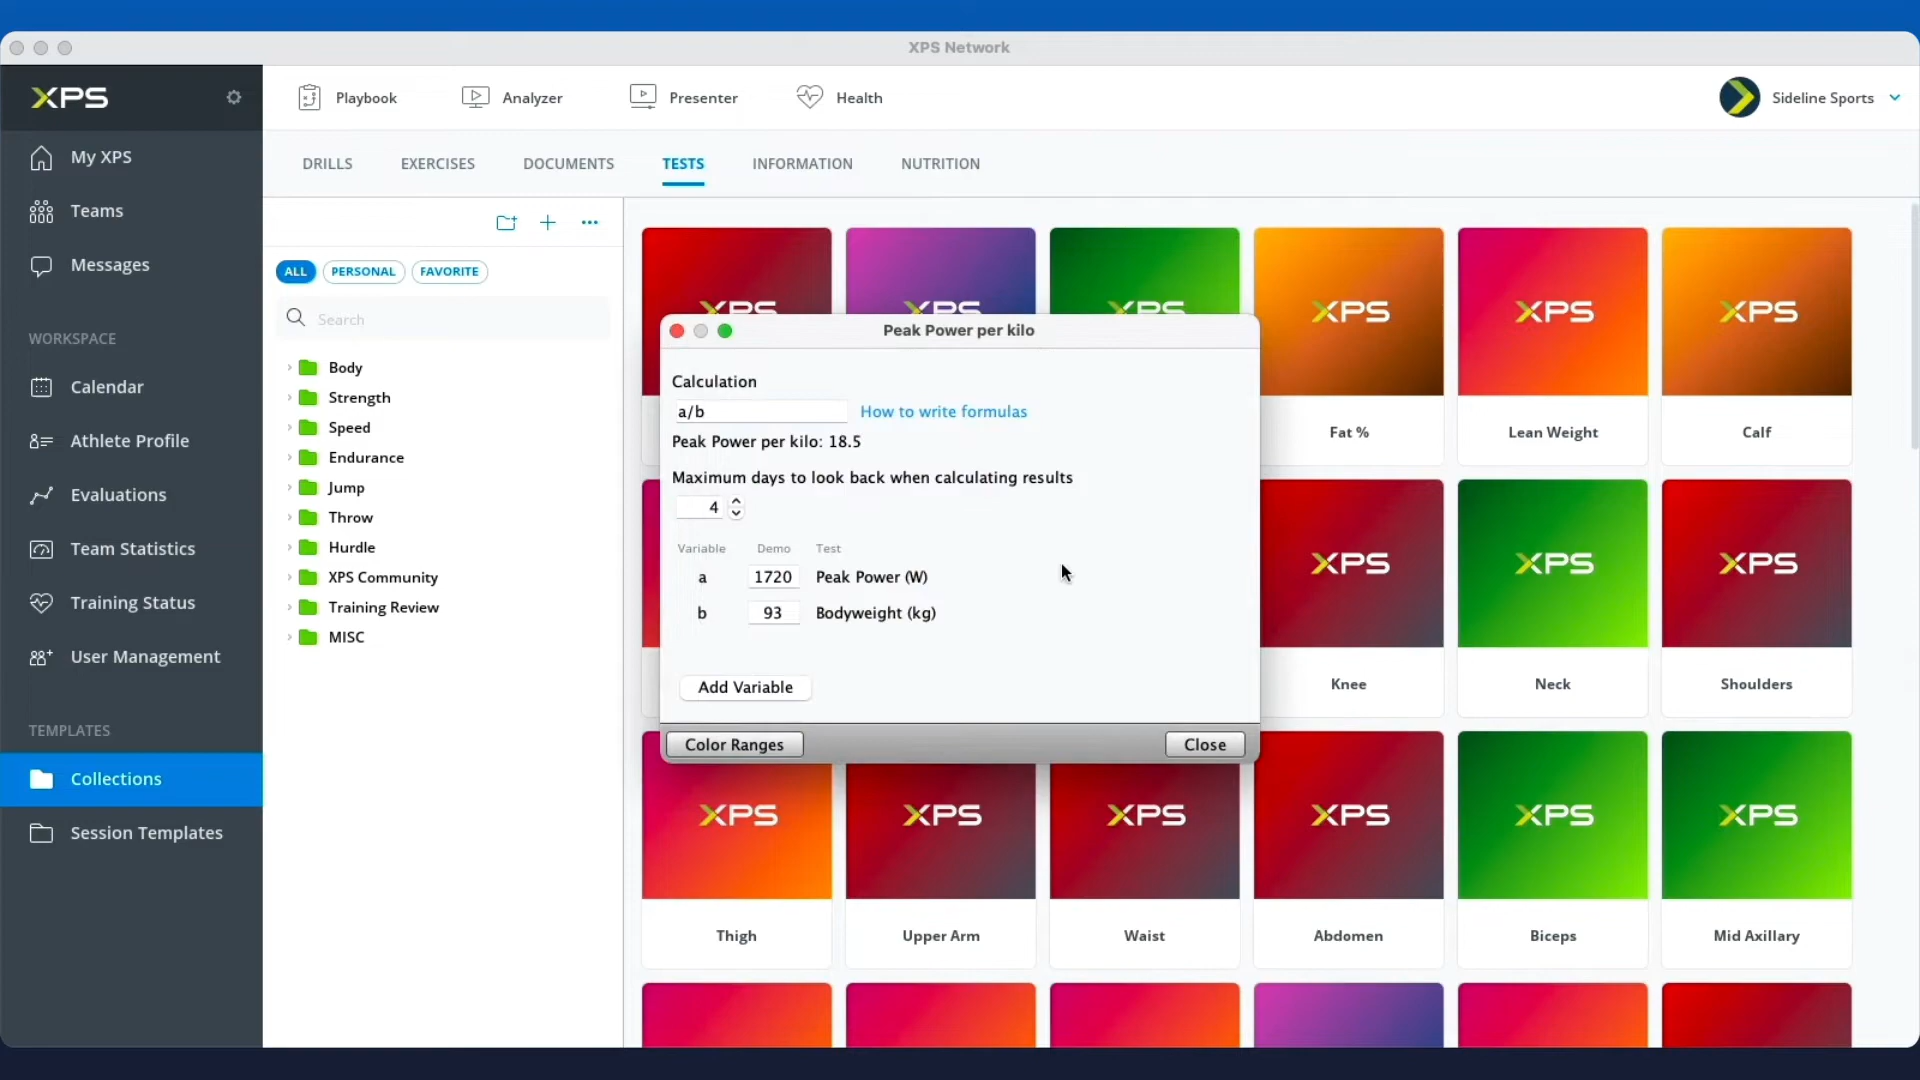 XPS Network
XPS
Playbook
Analyzer
Presenter
Health
Sideline Sports
My XPS
Teams
Messages
WORKSPACE
Calendar
Athlete Profile
Evaluations
Team Statistics
Training Status
User Management
TEMPLATES
Collections
Session Templates
DRILLS
EXERCISES
DOCUMENTS
TESTS
INFORMATION
NUTRITION
ALL
PERSONAL
FAVORITE
Search
Body
Strength
Speed
Endurance
Jump
Throw
Hurdle
XPS Community
Training Review
MISC
XPS
XPS
XPS
XPS
XPS
XPS
Fat %
Lean Weight
Calf
Peak Power per kilo
Calculation
a/b
How to write formulas
Peak Power per kilo: 18.5
Maximum days to look back when calculating results
4
Variable Demo Test
a 1720 Peak Power (W)
b 93 Bodyweight (kg)
Add Variable
Color Ranges
Close
XPS
XPS
XPS
Knee
Neck
Shoulders
XPS
XPS
XPS
XPS
XPS
XPS
Thigh
Upper Arm
Waist
Abdomen
Biceps
Mid Axillary